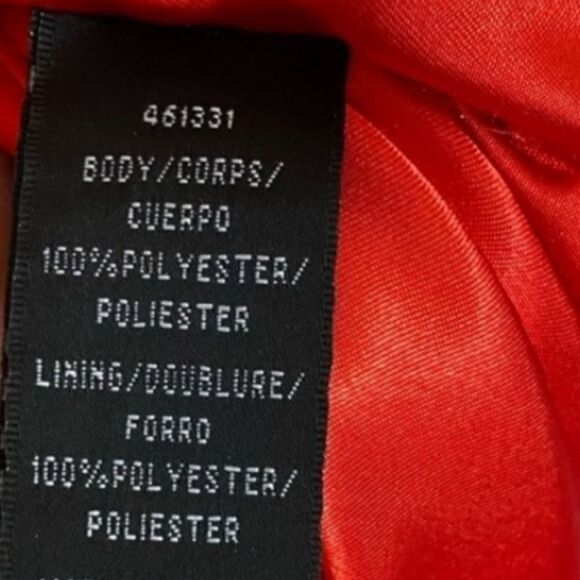 461331
BODY/CORPS/
CUERPO
100%POLYESTER/
POLIESTER
LINING/DOUBLURE/
FORRO
100%POLYESTER/
POLIESTER